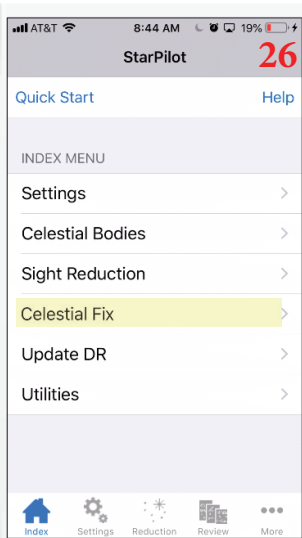 AT&T 8:44 AM 19%
StarPilot 26
Quick Start Help
INDEX MENU
Settings
Celestial Bodies
Sight Reduction
Celestial Fix
Update DR
Utilities
Index Settings Reduction Review More